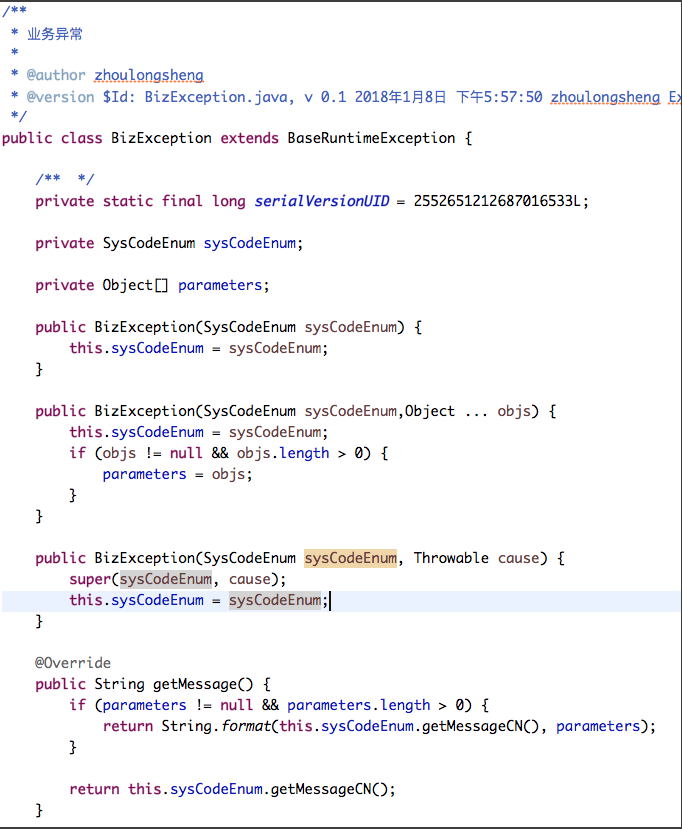 /**
 * 业务异常
 *
 * @author zhoulongsheng
 * @version $Id: BizException.java, v 0.1 2018年1月8日 下午5:57:50 zhoulongsheng Ex
 */
public class BizException extends BaseRuntimeException {
    /**  */
    private static final long serialVersionUID = 2552651212687016533L;
    private SysCodeEnum sysCodeEnum;
    private Object[] parameters;
    public BizException(SysCodeEnum sysCodeEnum) {
        this.sysCodeEnum = sysCodeEnum;
    }
    public BizException(SysCodeEnum sysCodeEnum,Object ... objs) {
        this.sysCodeEnum = sysCodeEnum;
        if (objs != null && objs.length > 0) {
            parameters = objs;
        }
    }
    public BizException(SysCodeEnum sysCodeEnum, Throwable cause) {
        super(sysCodeEnum, cause);
        this.sysCodeEnum = sysCodeEnum;
    }
    @Override
    public String getMessage() {
        if (parameters != null && parameters.length > 0) {
            return String.format(this.sysCodeEnum.getMessageCN(), parameters);
        }
        return this.sysCodeEnum.getMessageCN();
    }